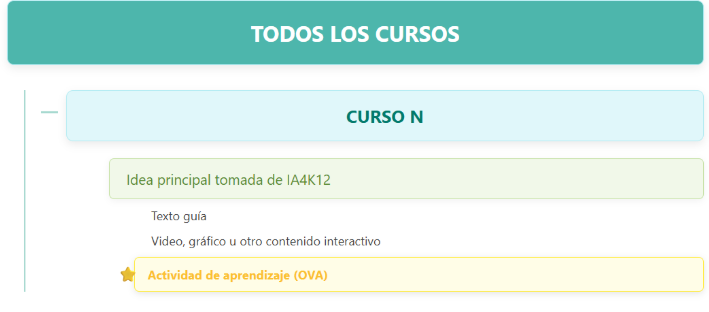 TODOS LOS CURSOS
CURSO N
Idea principal tomada de IA4K12
Texto guía
Video, gráfico u otro contenido interactivo
Actividad de aprendizaje (OVA)